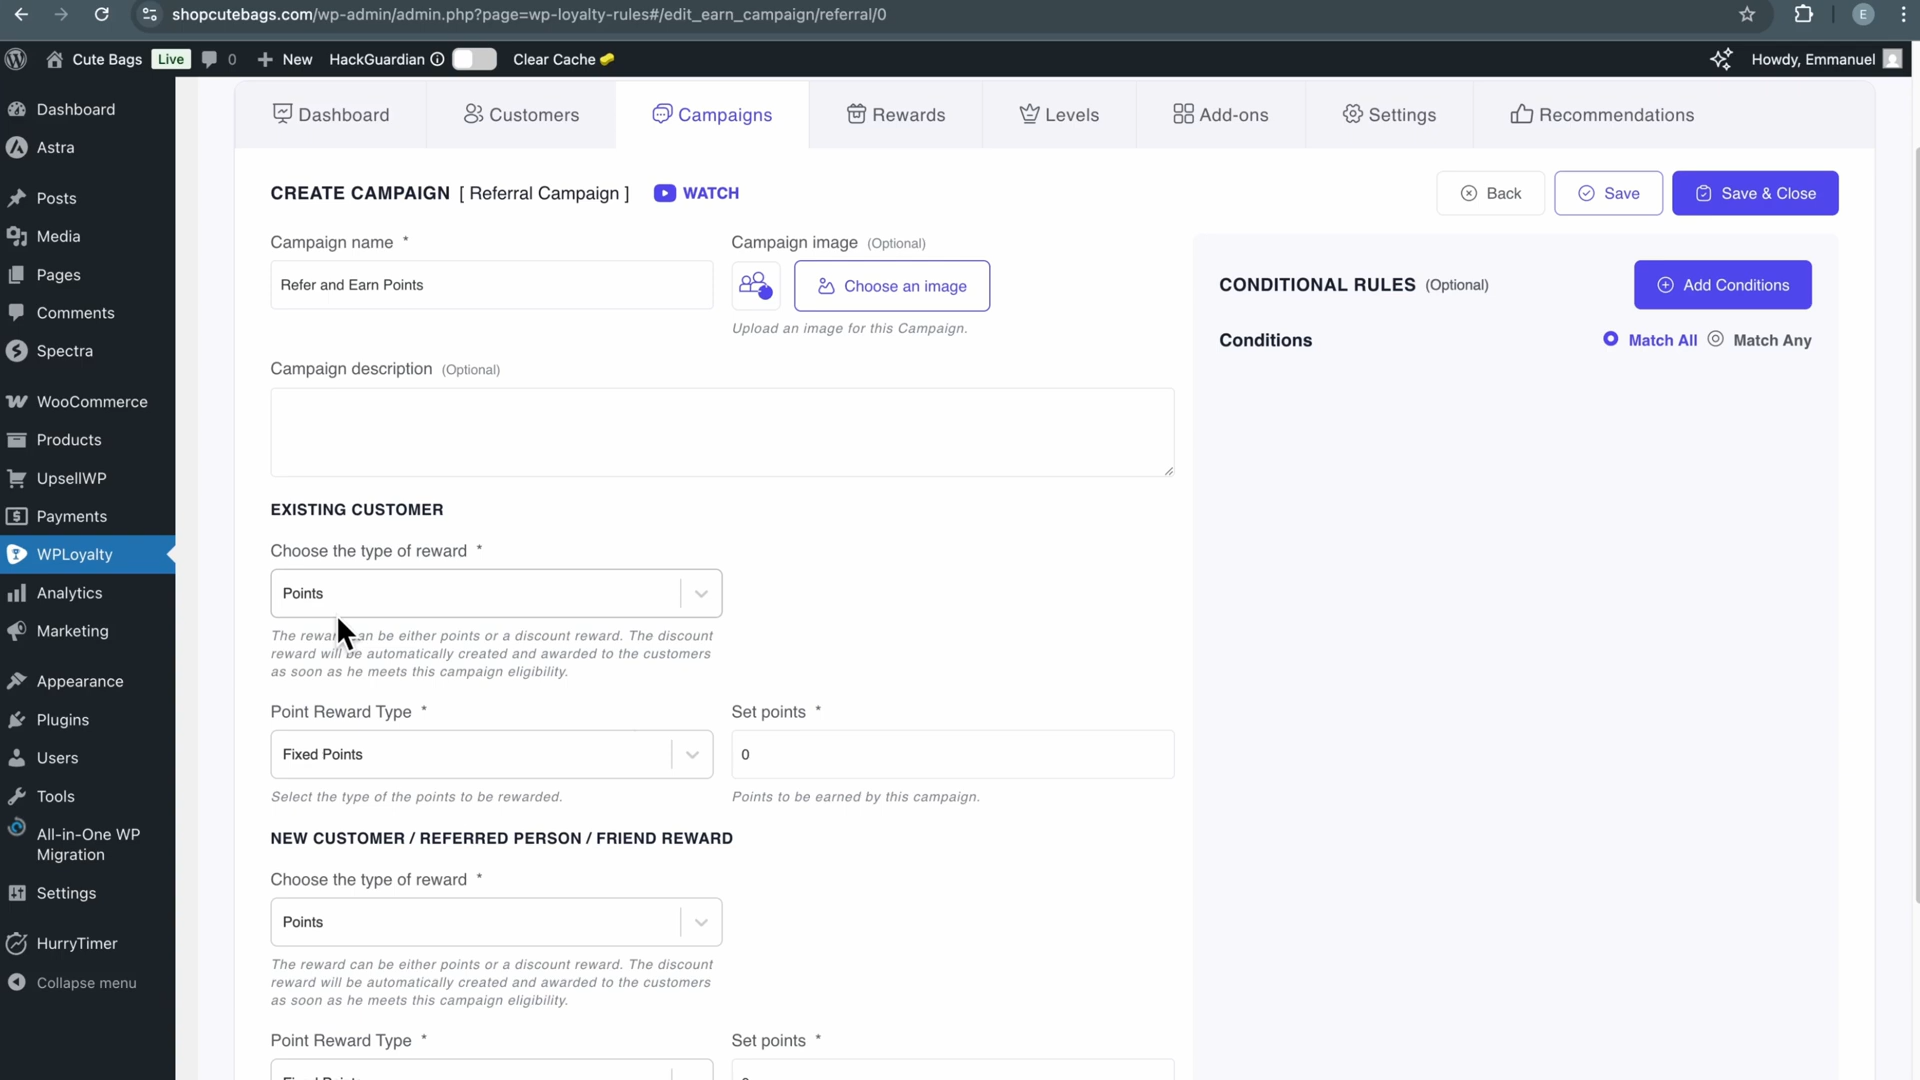 shopcutebags.com/wp-admin/admin.php?page=wp-loyalty-rules#/edit_earn_campaign/referral/0
E
Cute Bags Live 0 New HackGuardian Clear Cache Howdy, Emmanuel
Dashboard
Astra
Posts
Media
Pages
Comments
Spectra
WooCommerce
Products
UpsellWP
Payments
WPLoyalty
Analytics
Marketing
Appearance
Plugins
Users
Tools
All-in-One WP
Migration
Settings
HurryTimer
Collapse menu
Dashboard Customers Campaigns Rewards Levels Add-ons Settings Recommendations
CREATE CAMPAIGN [ Referral Campaign ] WATCH Back Save Save & Close
Campaign name * Campaign image (Optional)
Refer and Earn Points Choose an image
Upload an image for this Campaign.
Campaign description (Optional)
EXISTING CUSTOMER
Choose the type of reward *
Points
The reward can be either points or a discount reward. The discount
reward will be automatically created and awarded to the customers
as soon as he meets this campaign eligibility.
Point Reward Type * Set points *
Fixed Points 0
Select the type of the points to be rewarded. Points to be earned by this campaign.
NEW CUSTOMER / REFERRED PERSON / FRIEND REWARD
Choose the type of reward *
Points
The reward can be either points or a discount reward. The discount
reward will be automatically created and awarded to the customers
as soon as he meets this campaign eligibility.
Point Reward Type * Set points *
CONDITIONAL RULES (Optional) Add Conditions
Conditions Match All Match Any